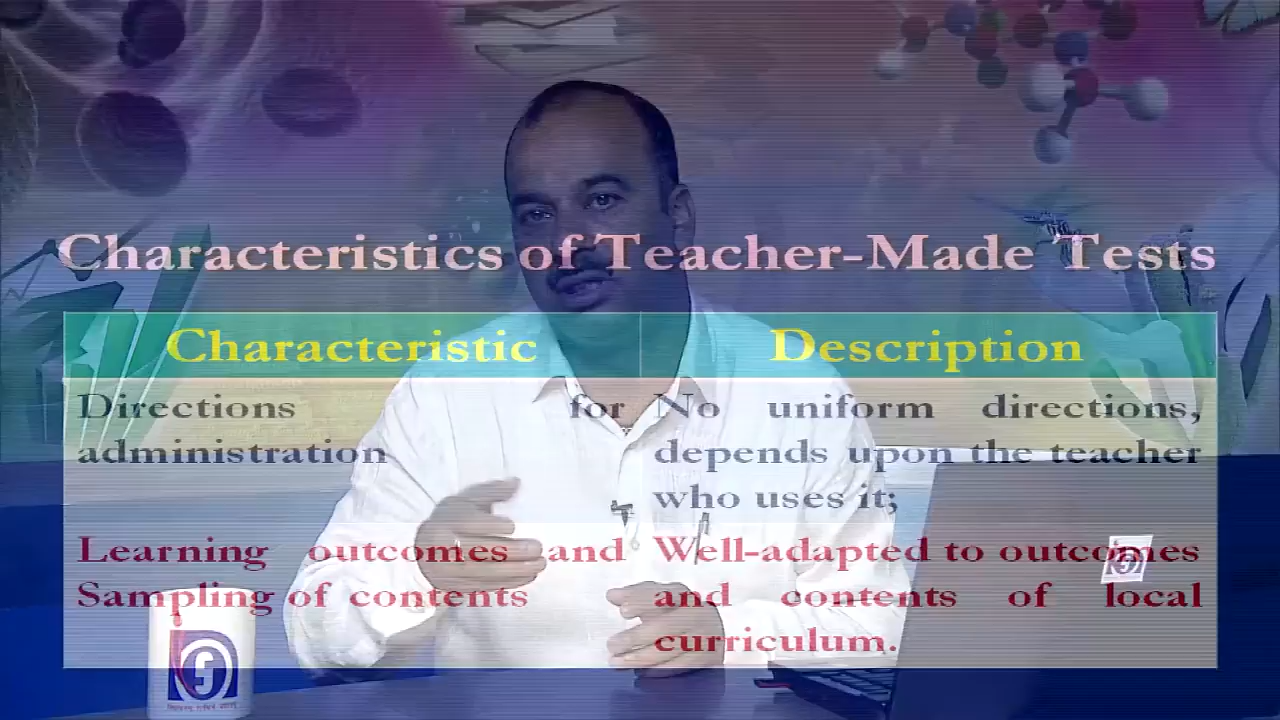 Characteristics of Teacher-Made Tests
Characteristic
Description
Directions for
administration
No uniform directions,
depends upon the teacher
who uses it;
Learning outcomes and
Sampling of contents
Well-adapted to outcomes
and contents of local
curriculum.